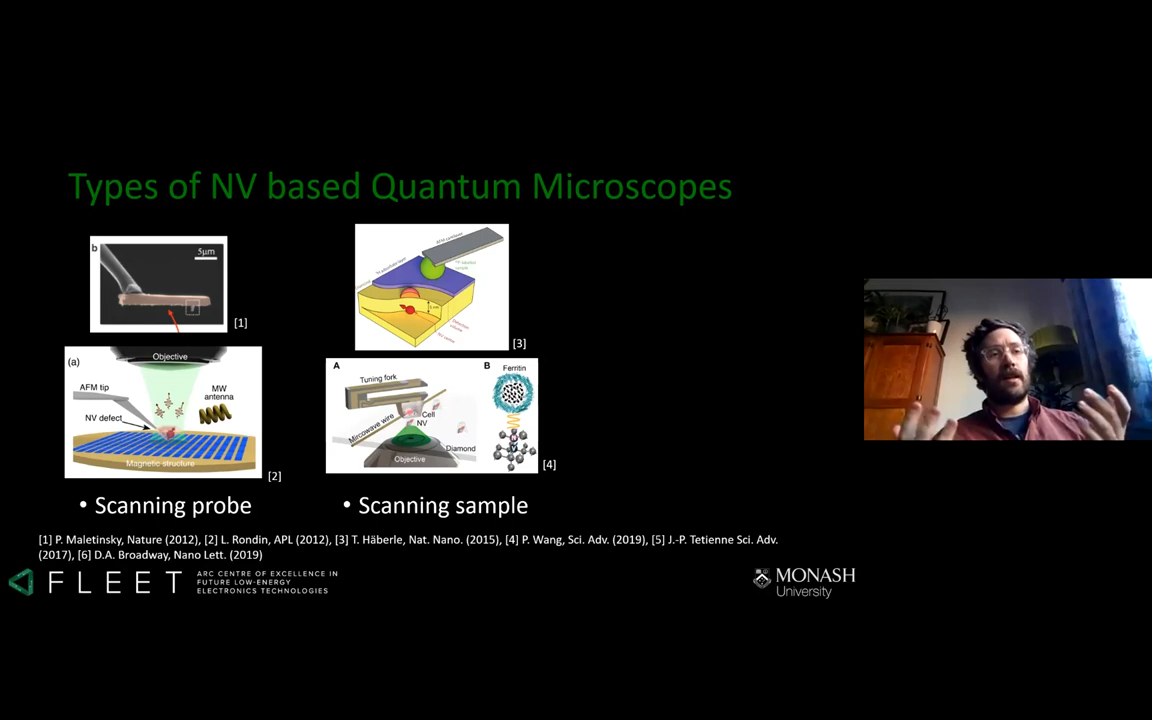 Types of NV based Quantum Microscopes
b
5μm
[1]
AFM cantilever
[3]
(a)
Objective
AFM tip
MW
antenna
NV defect
Magnetic structure
[2]
A
Tuning fork
Mircowave wire
Cell
NV
Diamond
Objective
B
Ferritin
[4]
• Scanning probe
• Scanning sample
[1] P. Maletinsky, Nature (2012), [2] L. Rondin, APL (2012), [3] T. Häberle, Nat. Nano. (2015), [4] P. Wang, Sci. Adv. (2019), [5] J.-P. Tetienne Sci. Adv.
(2017), [6] D.A. Broadway, Nano Lett. (2019)
FLEET
ARC CENTRE OF EXCELLENCE IN
FUTURE LOW-ENERGY
ELECTRONICS TECHNOLOGIES
MONASH
University